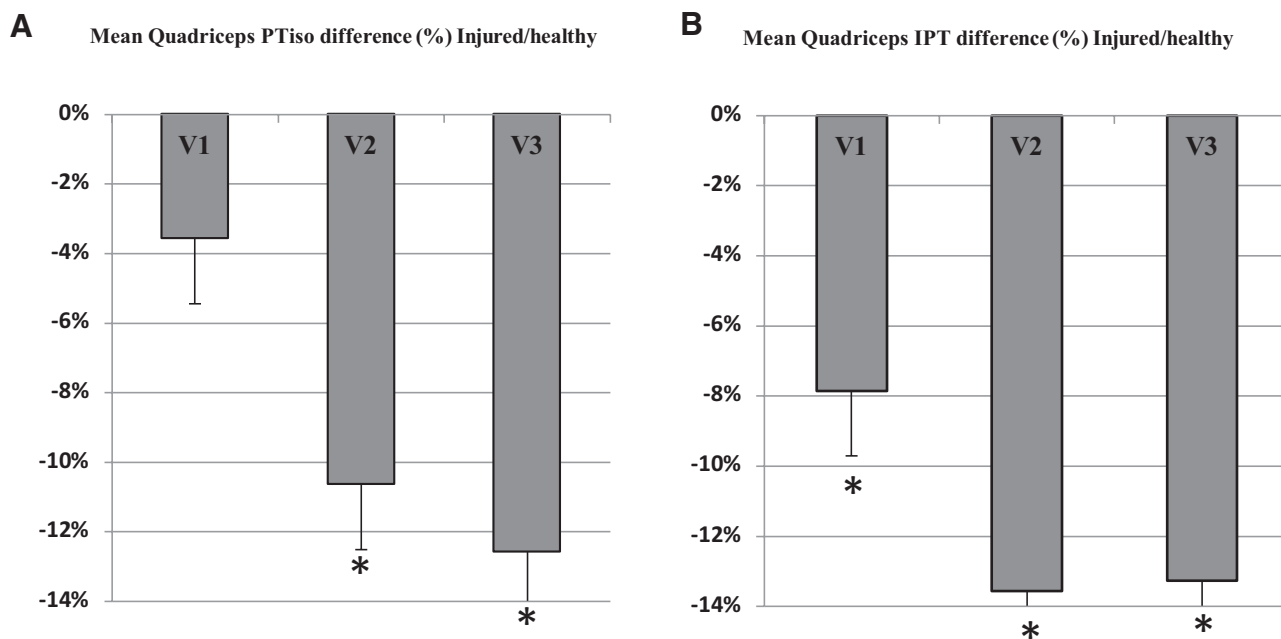 A
Mean Quadriceps PTiso difference (%) Injured/healthy
0%
-2%
-4%
-6%
-8%
-10%
-12%
-14%
V1
V2
V3
*
*
B
Mean Quadriceps IPT difference (%) Injured/healthy
0%
-2%
-4%
-6%
-8%
-10%
-12%
-14%
V1
V2
V3
*
*
*